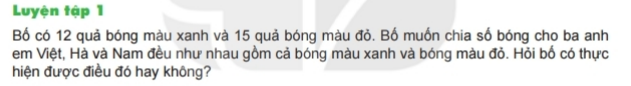 Luyện tập 1
Bố có 12 quả bóng màu xanh và 15 quả bóng màu đỏ. Bố muốn chia số bóng cho ba anh
em Việt, Hà và Nam đều như nhau gồm cả bóng màu xanh và bóng màu đỏ. Hỏi bố có thực
hiện được điều đó hay không?